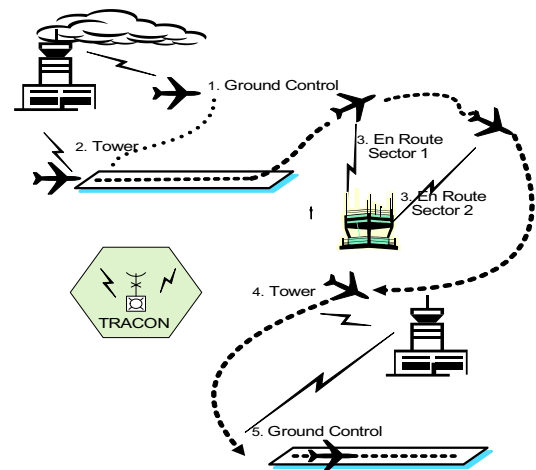 1. Ground Control
2. Tower
3. En Route
Sector 1
3. En Route
Sector 2
4. Tower
TRACON
5. Ground Control